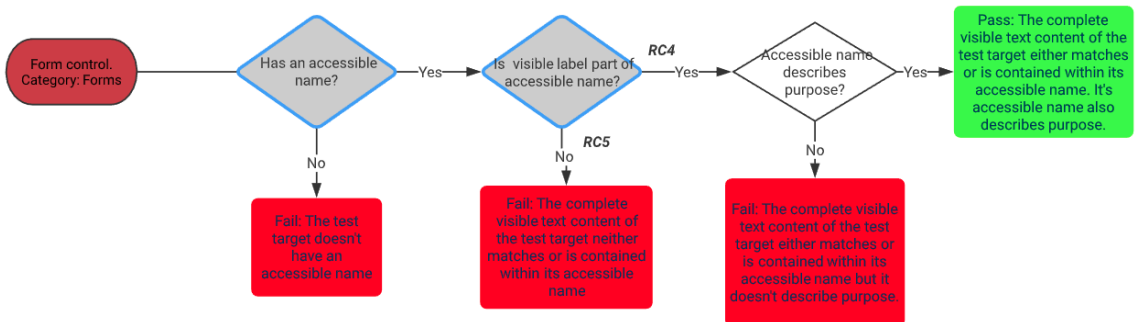 Form control.
Category: Forms
Has an accessible
name?
Yes
No
Fail: The test
target doesn't
have an
accessible name
Is visible label part of
accessible name?
RC4
Yes
RC5
No
Fail: The complete
visible text content of
the test target neither
matches or is contained
within its accessible
name
Accessible name
describes
purpose?
Yes
No
Fail: The complete visible
text content of the test
target either matches or
is contained within its
accessible name but it
doesn't describe purpose.
Pass: The complete
visible text content of the
test target either matches
or is contained within its
accessible name. It's
accessible name also
describes purpose.